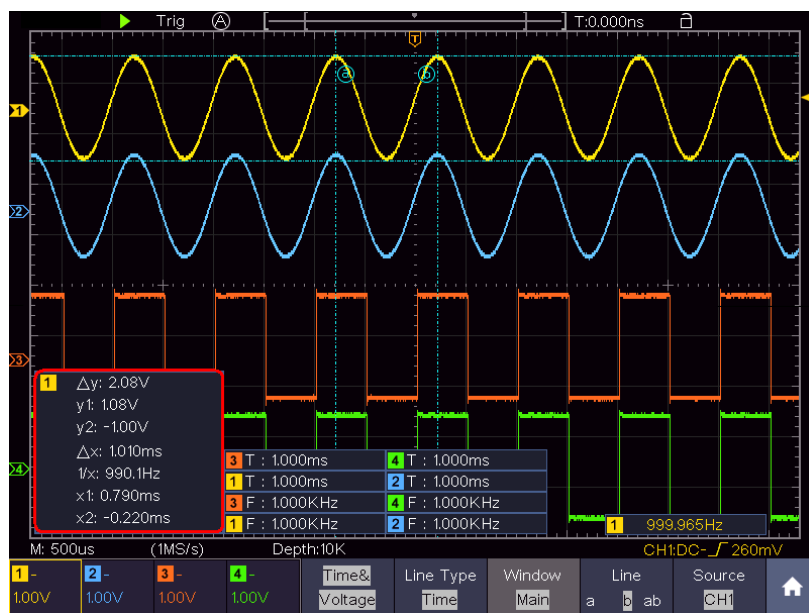 Trig A T:0.000ns
T
a b
1
2
3
4
1 △y: 2.08V
y1: 1.08V
y2: -1.00V
△x: 1.010ms
1/x: 990.1Hz
x1: 0.790ms
x2: -0.220ms
3 T : 1.000ms 4 T : 1.000ms
1 T : 1.000ms 2 T : 1.000ms
3 F : 1.000KHz 4 F : 1.000KHz
1 F : 1.000KHz 2 F : 1.000KHz
1 999.965Hz
M: 500us (1MS/s) Depth:10K CH1:DC- 260mV
1 - 2 - 3 - 4 - Time& Line Type Window Line Source
1.00V 1.00V 1.00V 1.00V Voltage Time Main a b ab CH1